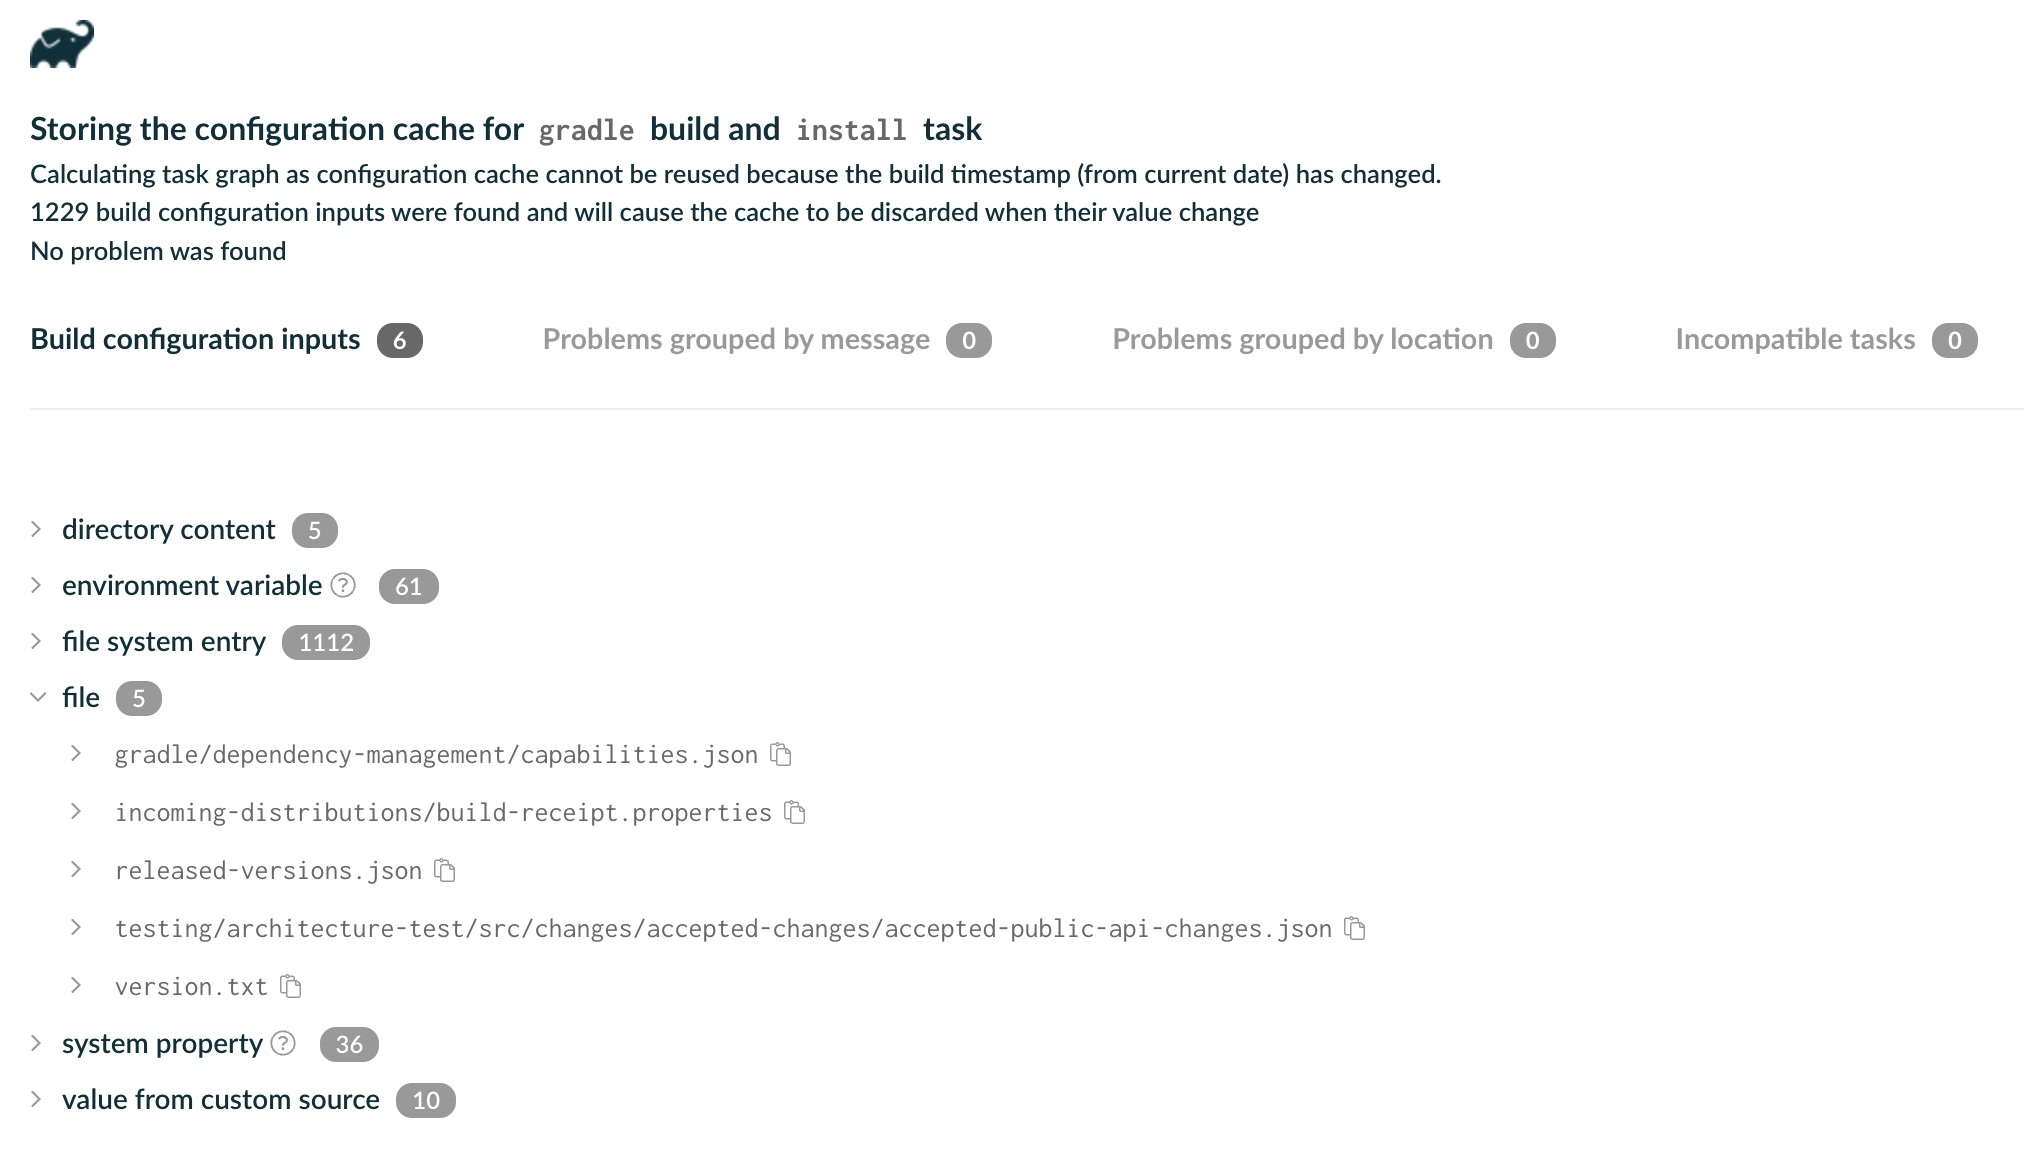 Storing the configuration cache for gradle build and install task
Calculating task graph as configuration cache cannot be reused because the build timestamp (from current date) has changed.
1229 build configuration inputs were found and will cause the cache to be discarded when their value change
No problem was found
Build configuration inputs 6 Problems grouped by message 0 Problems grouped by location 0 Incompatible tasks 0
directory content 5
environment variable ? 61
file system entry 1112
file 5
gradle/dependency-management/capabilities.json
incoming-distributions/build-receipt.properties
released-versions.json
testing/architecture-test/src/changes/accepted-changes/accepted-public-api-changes.json
version.txt
system property ? 36
value from custom source 10